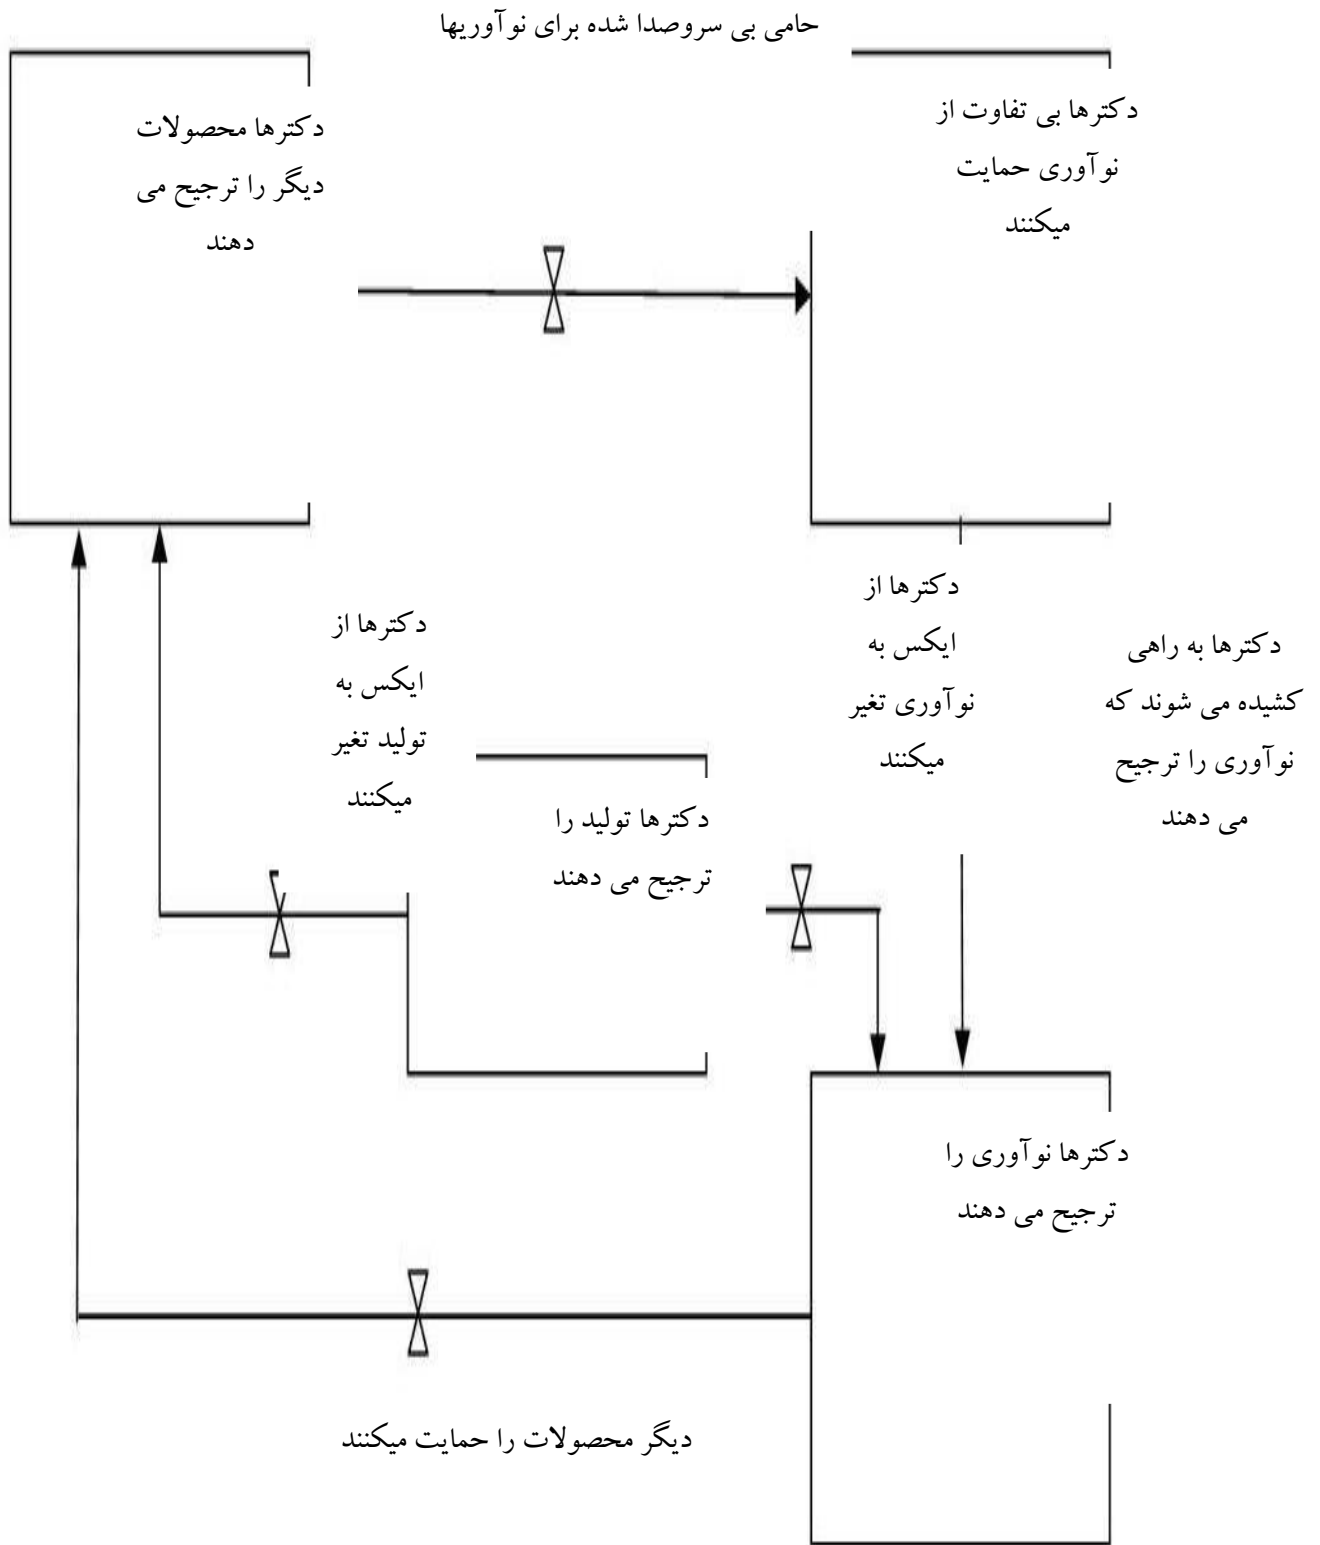 حامی بی سروصدا شده برای نوآوریها
دکترها بی تفاوت از
نوآوری حمایت
میکنند
دکترها محصولات
دیگر را ترجیح می
دهند
دکترها به راهی
کشیده می شوند که
نوآوری را ترجیح
می دهند
دکترها از
ایکس به
نوآوری تغیر
میکنند
دکترها از
ایکس به
تولید تغیر
میکنند
دکترها تولید را
ترجیح می دهند
دکترها نوآوری را
ترجیح می دهند
دیگر محصولات را حمایت میکنند